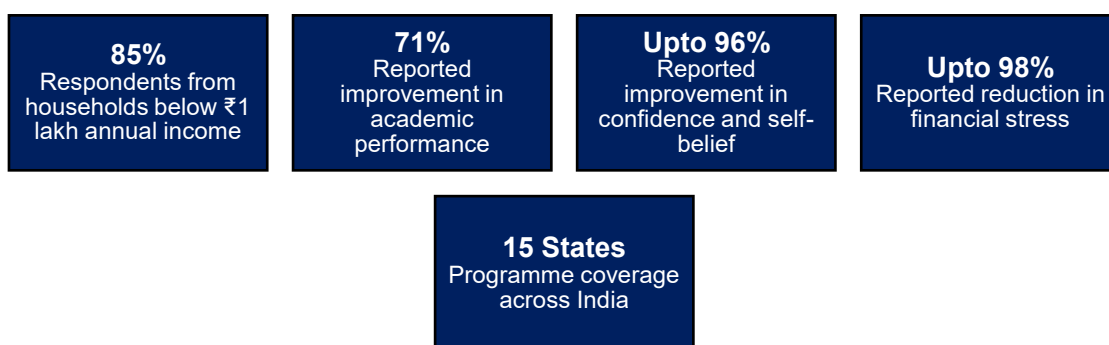 85%
Respondents from
households below ₹1
lakh annual income
71%
Reported
improvement in
academic
performance
Upto 96%
Reported
improvement in
confidence and self-
belief
Upto 98%
Reported reduction in
financial stress
15 States
Programme coverage
across India